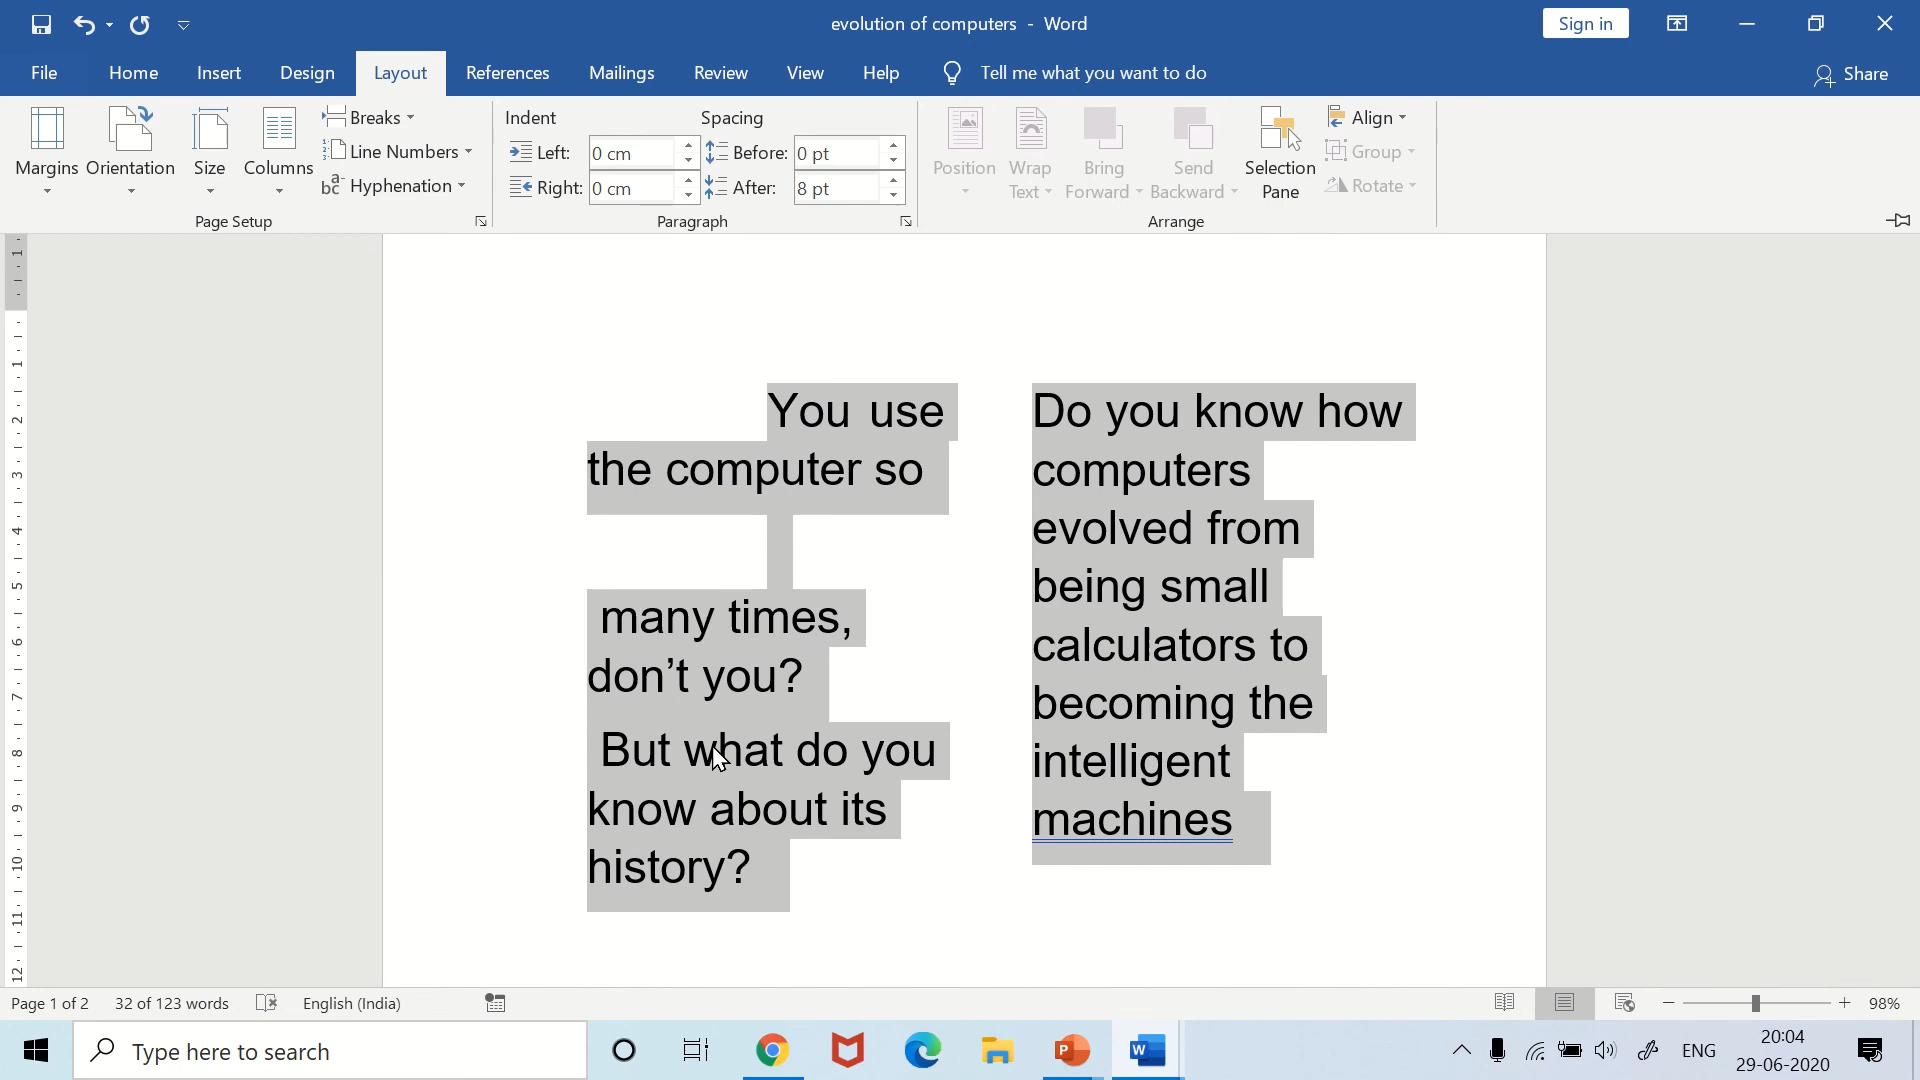 evolution of computers - Word
Sign in
File Home Insert Design Layout References Mailings Review View Help Tell me what you want to do Share
Margins Orientation Size Columns
Breaks
Line Numbers
Hyphenation
Page Setup
Indent Spacing
Left: 0 cm Before: 0 pt
Right: 0 cm After: 8 pt
Paragraph
Position Wrap Text Bring Forward Send Backward Selection Pane
Align
Group
Rotate
Arrange
You use
the computer so
many times,
don’t you?
But what do you
know about its
history?
Do you know how
computers
evolved from
being small
calculators to
becoming the
intelligent
machines
Page 1 of 2 32 of 123 words English (India) 98%
Type here to search
ENG
20:04
29-06-2020